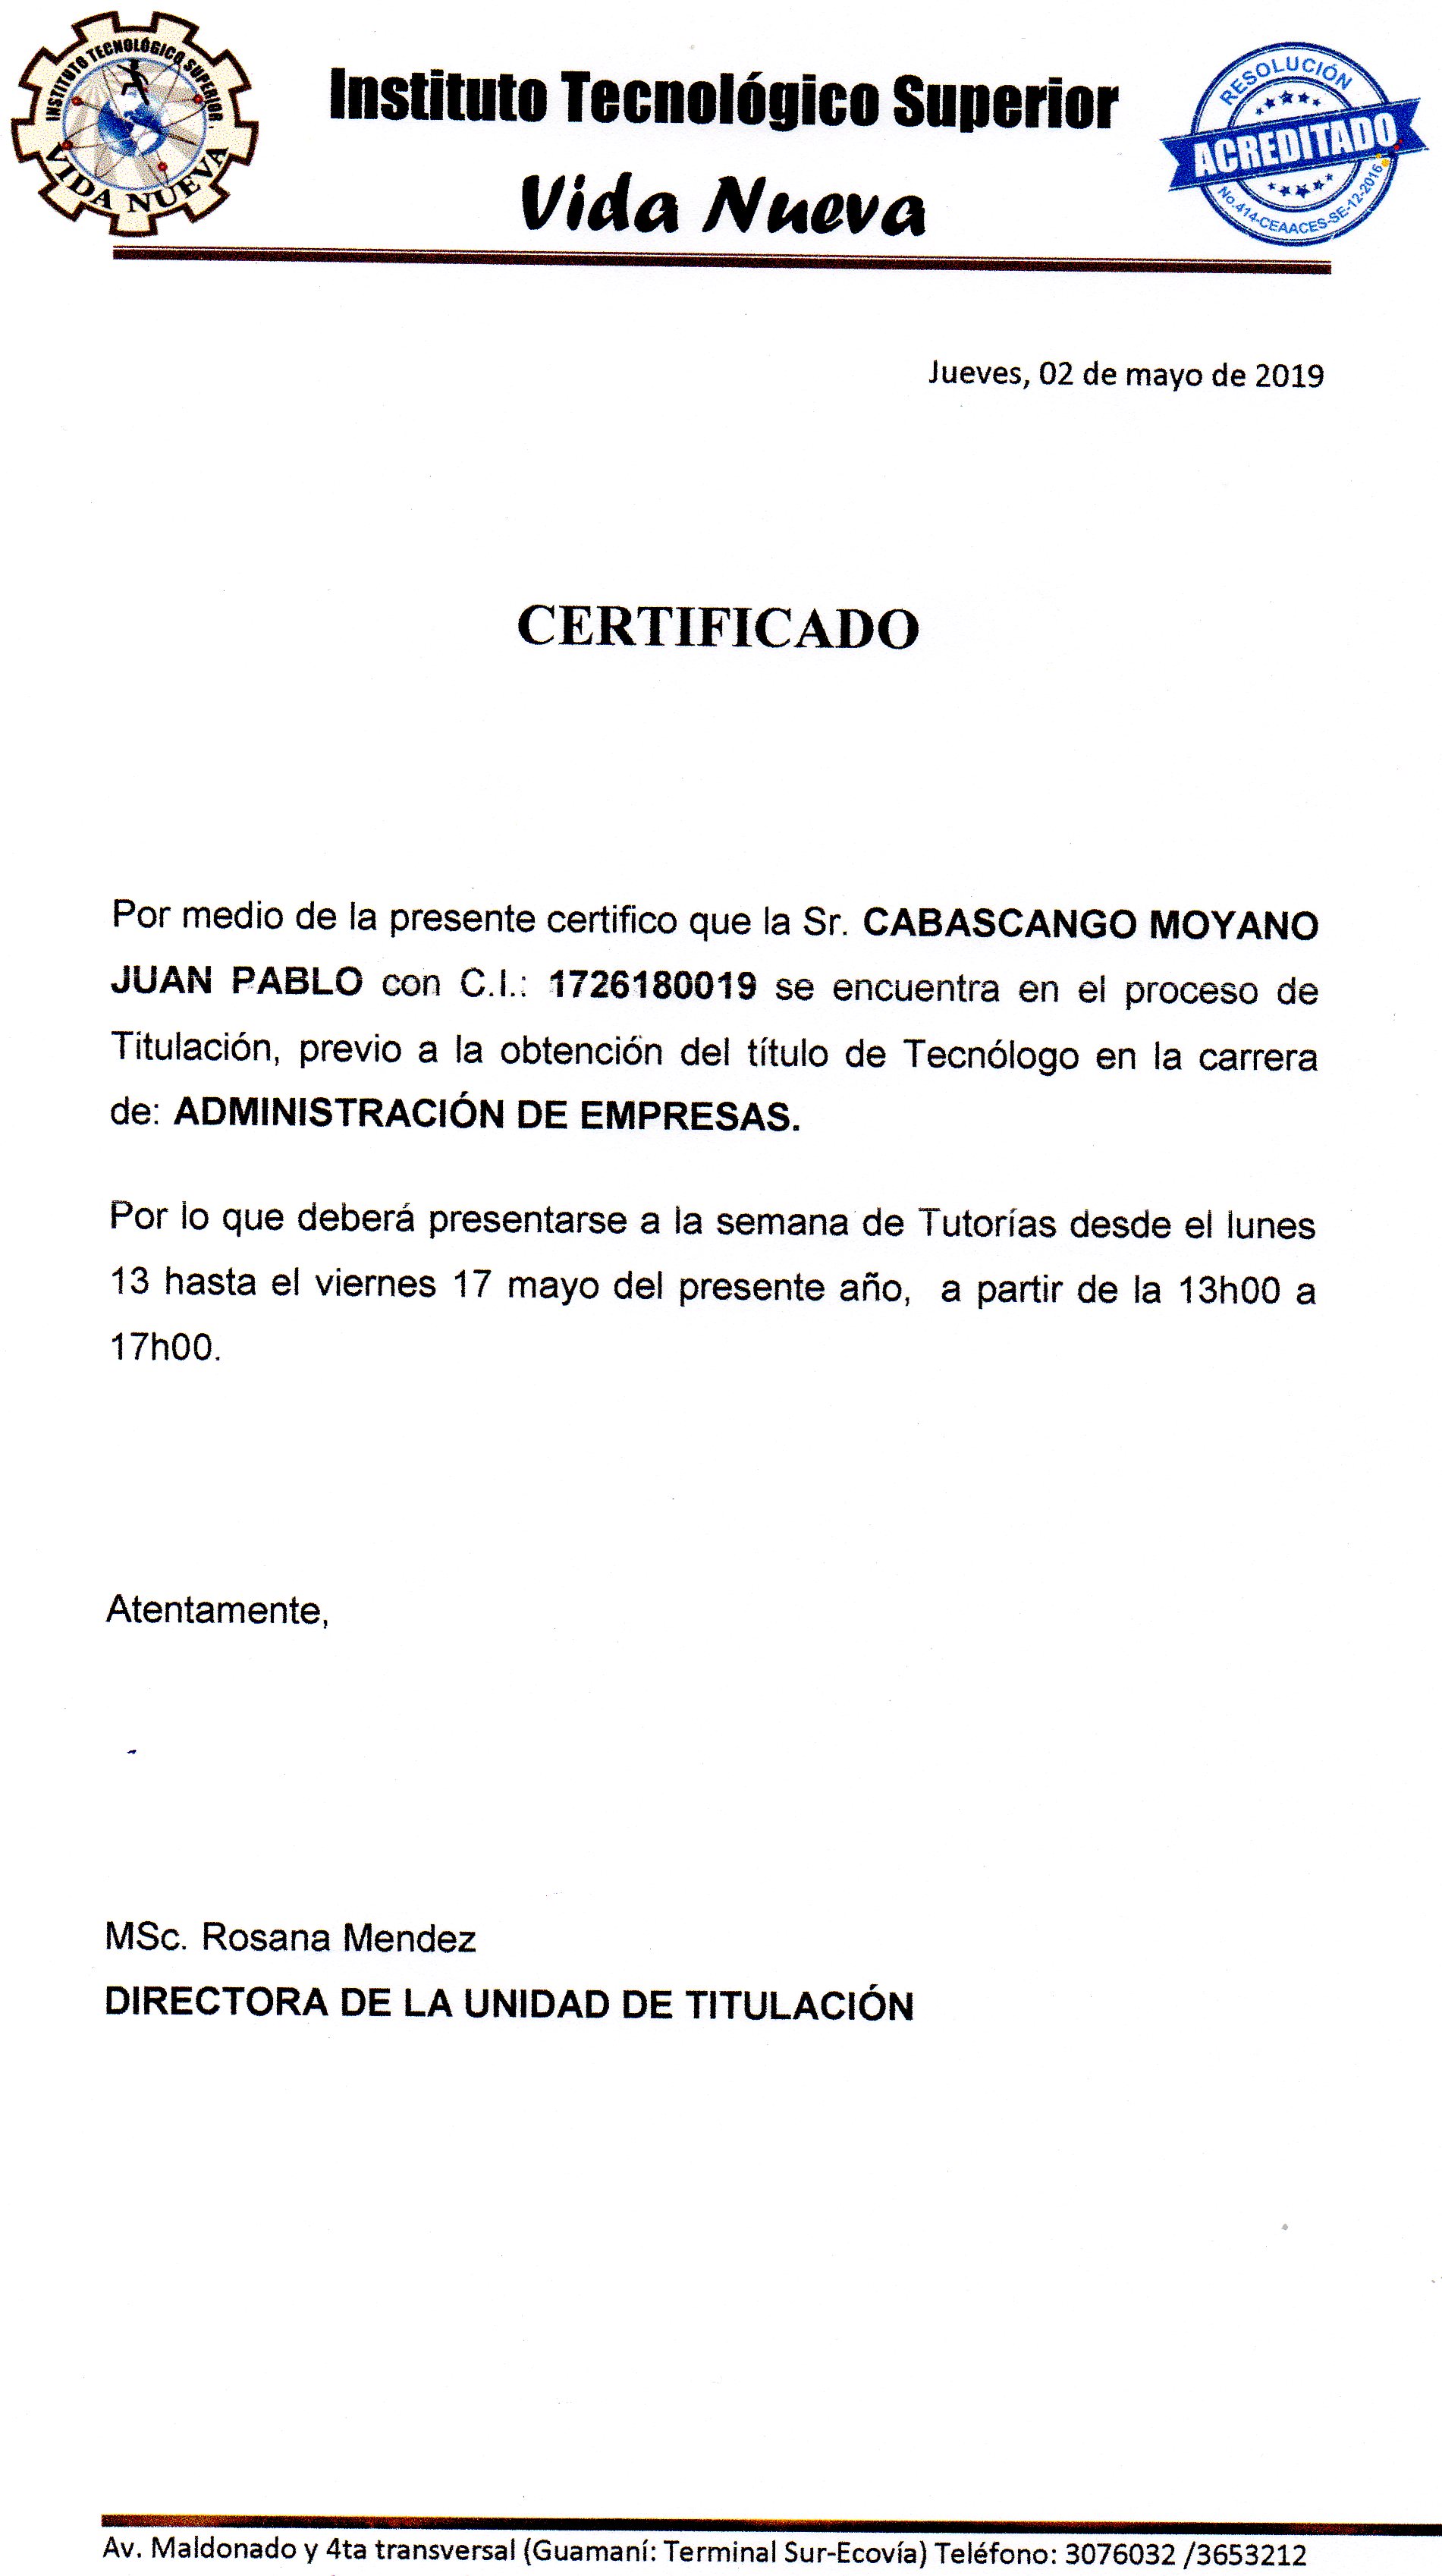 INSTITUTO TECNOLÓGICO SUPERIOR
VIDA NUEVA
Instituto Tecnológico Superior
Vida Nueva
RESOLUCIÓN
ACREDITADO
No.414-CEAACES-SE-12-2016
Jueves, 02 de mayo de 2019
CERTIFICADO
Por medio de la presente certifico que la Sr. CABASCANGO MOYANO
JUAN PABLO con C.I.: 1726180019 se encuentra en el proceso de
Titulación, previo a la obtención del título de Tecnólogo en la carrera
de: ADMINISTRACIÓN DE EMPRESAS.
Por lo que deberá presentarse a la semana de Tutorías desde el lunes
13 hasta el viernes 17 mayo del presente año,  a partir de la 13h00 a
17h00.
Atentamente,
MSc. Rosana Mendez
DIRECTORA DE LA UNIDAD DE TITULACIÓN
Av. Maldonado y 4ta transversal (Guamaní: Terminal Sur-Ecovía) Teléfono: 3076032 /3653212